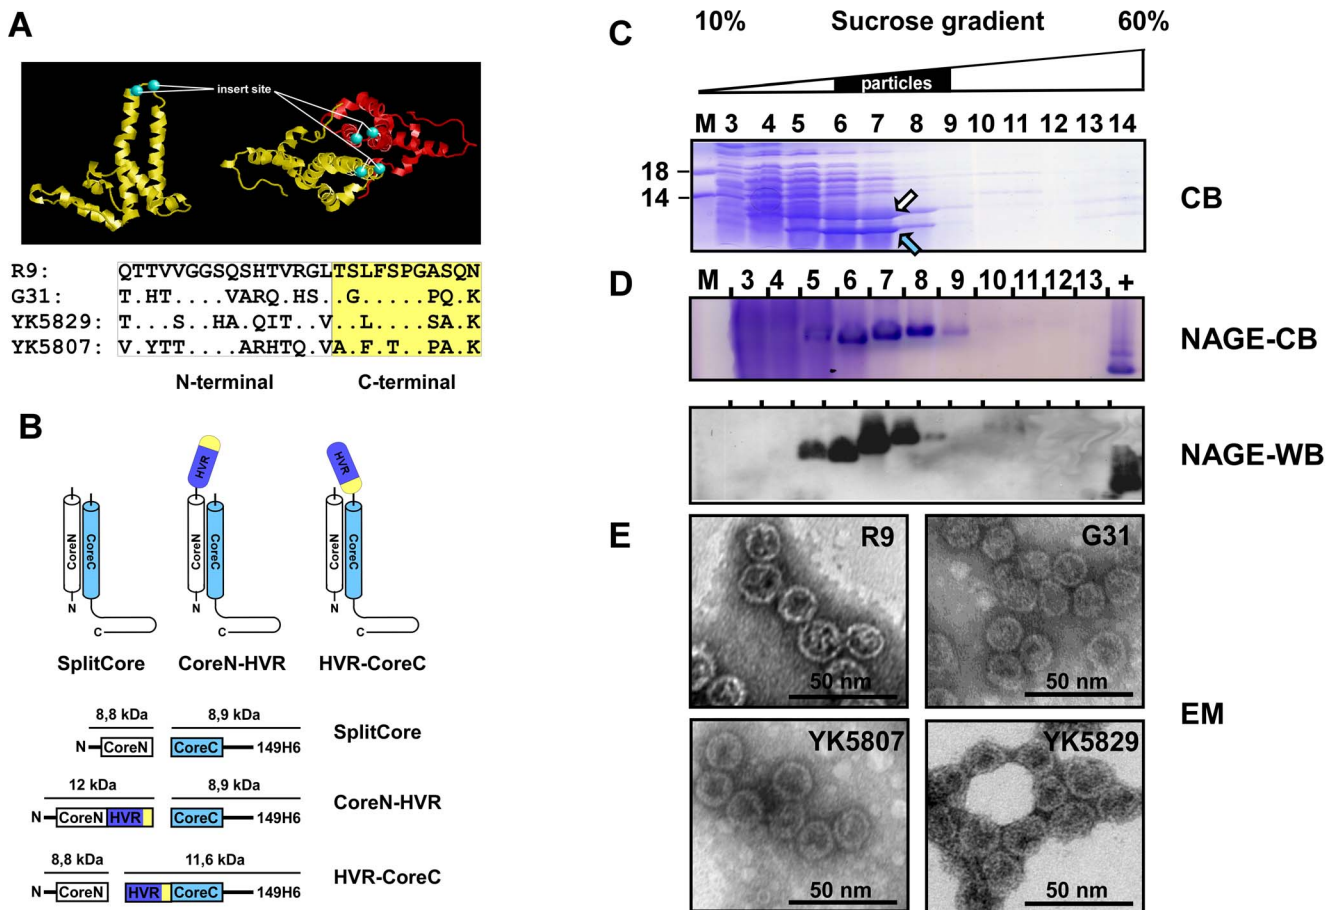 A
insert site
R9: QTTVVGGSQSHTVRGLTSLFSPGASQN
G31: T.HT....VARQ.HS..G.....PQ.K
YK5829: T...S..HA.QIT..V..L.....SA.K
YK5807: V.YTT....ARHTQ.VA.F.T..PA.K
N-terminal C-terminal
B
HVR HVR
CoreN CoreC CoreN CoreC CoreN CoreC
N N N
C C C
SplitCore CoreN-HVR HVR-CoreC
8,8 kDa 8,9 kDa
SplitCore
N CoreN CoreC 149H6
12 kDa 8,9 kDa
CoreN-HVR
N CoreN HVR CoreC 149H6
8,8 kDa 11,6 kDa
HVR-CoreC
N CoreN HVR CoreC 149H6
C
10% Sucrose gradient 60%
particles
M 3 4 5 6 7 8 9 10 11 12 13 14
18
14
CB
D
M 3 4 5 6 7 8 9 10 11 12 13 +
NAGE-CB
NAGE-WB
E
R9 G31
50 nm 50 nm
EM
YK5807 YK5829
50 nm 50 nm